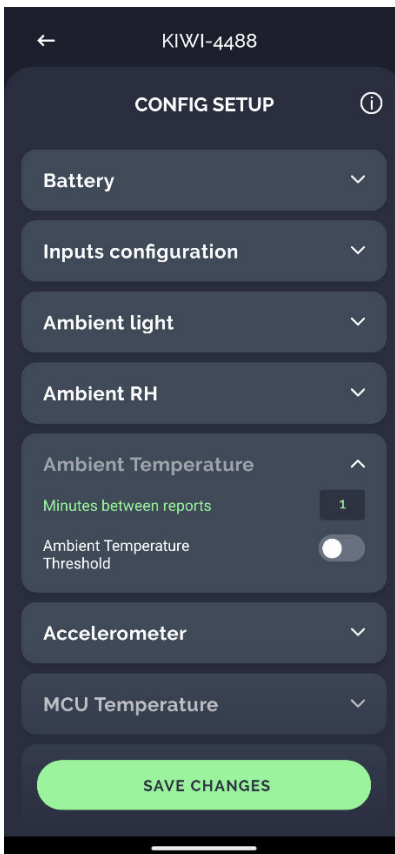 KIWI-4488
CONFIG SETUP
Battery
Inputs configuration
Ambient light
Ambient RH
Ambient Temperature
Minutes between reports 1
Ambient Temperature
Threshold
Accelerometer
MCU Temperature
SAVE CHANGES